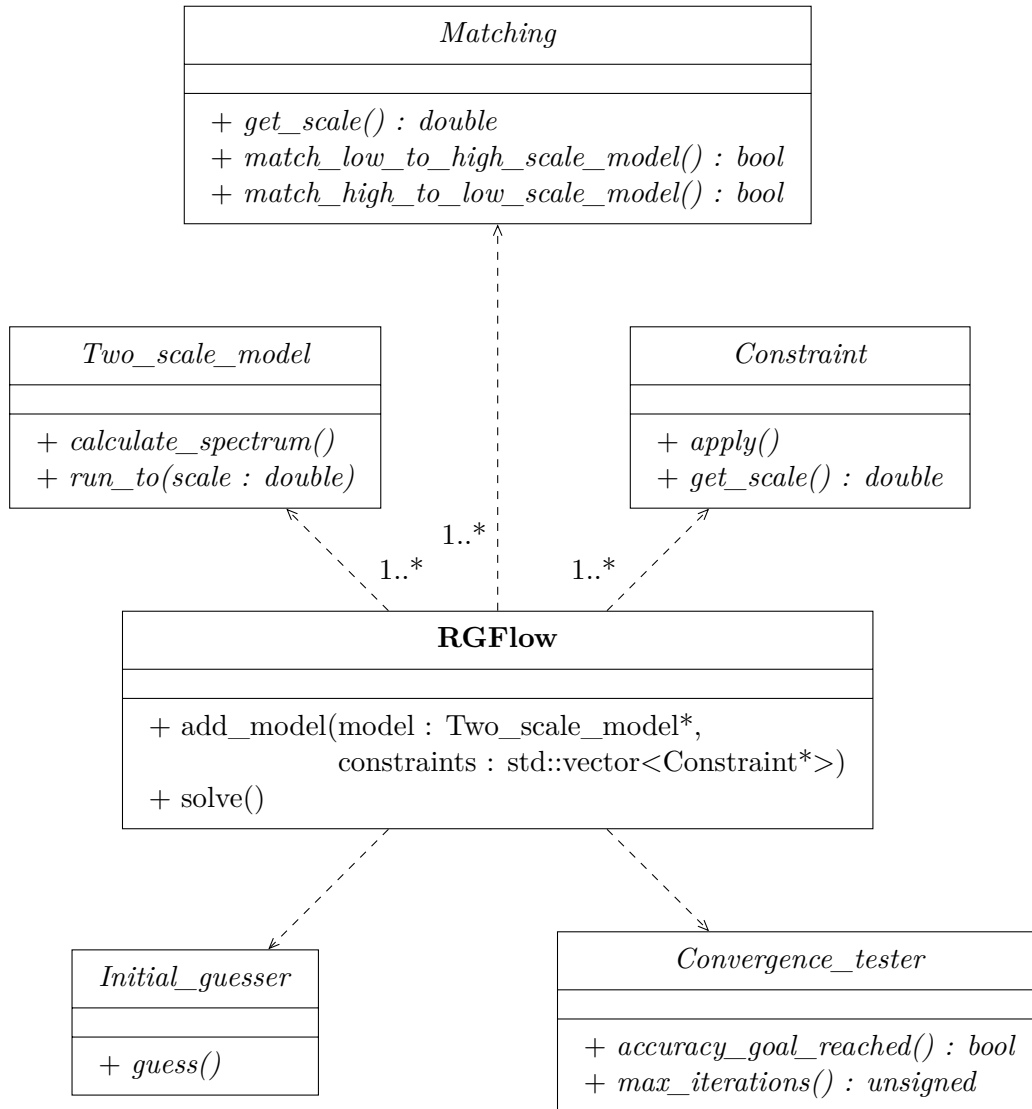 Matching
+ get_scale() : double
+ match_low_to_high_scale_model() : bool
+ match_high_to_low_scale_model() : bool
Two_scale_model
+ calculate_spectrum()
+ run_to(scale : double)
Constraint
+ apply()
+ get_scale() : double
1..*
1..*
1..*
RGFlow
+ add_model(model : Two_scale_model*,
constraints : std::vector<Constraint*>)
+ solve()
Initial_guesser
+ guess()
Convergence_tester
+ accuracy_goal_reached() : bool
+ max_iterations() : unsigned